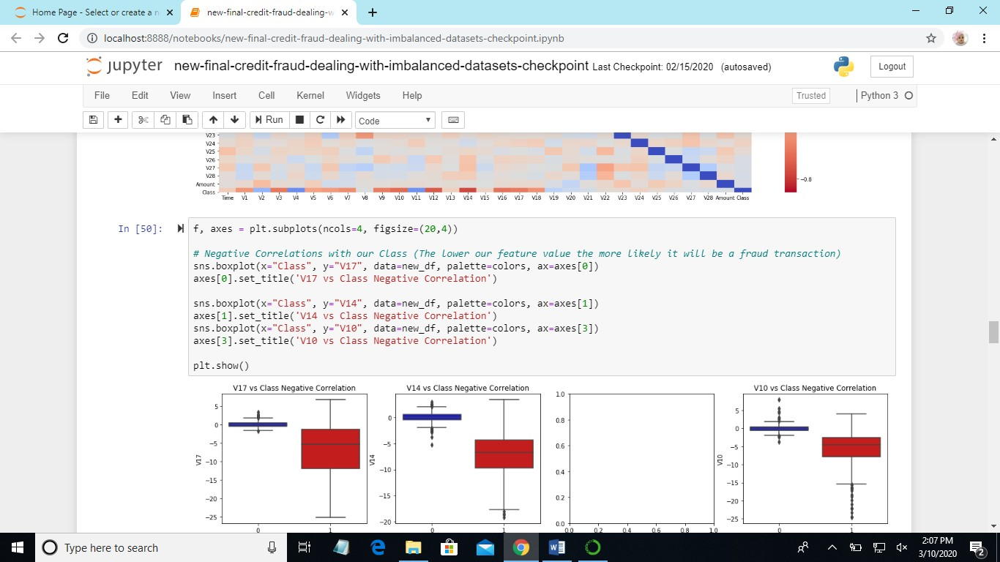 Home Page - Select or create a n
new-final-credit-fraud-dealing-w
localhost:8888/notebooks/new-final-credit-fraud-dealing-with-imbalanced-datasets-checkpoint.ipynb
jupyter new-final-credit-fraud-dealing-with-imbalanced-datasets-checkpoint Last Checkpoint: 02/15/2020 (autosaved)
Logout
File Edit View Insert Cell Kernel Widgets Help
Trusted
Python 3
Run
Code
V23
V24
V25
V26
V27
V28
Amount
Class
-0.8
Time V1 V2 V3 V4 V5 V6 V7 V8 V9 V10 V11 V12 V13 V14 V15 V16 V17 V18 V19 V20 V21 V22 V23 V24 V25 V26 V27 V28 Amount Class
In [50]:
f, axes = plt.subplots(ncols=4, figsize=(20,4))
# Negative Correlations with our Class (The lower our feature value the more likely it will be a fraud transaction)
sns.boxplot(x="Class", y="V17", data=new_df, palette=colors, ax=axes[0])
axes[0].set_title('V17 vs Class Negative Correlation')
sns.boxplot(x="Class", y="V14", data=new_df, palette=colors, ax=axes[1])
axes[1].set_title('V14 vs Class Negative Correlation')
sns.boxplot(x="Class", y="V10", data=new_df, palette=colors, ax=axes[3])
axes[3].set_title('V10 vs Class Negative Correlation')
plt.show()
V17 vs Class Negative Correlation
5
0
−5
−10
−15
−20
−25
V17
0 1
V14 vs Class Negative Correlation
0
−5
−10
−15
−20
V14
0 1
1.0
0.8
0.6
0.4
0.2
0.0
0.0 0.2 0.4 0.6 0.8 1.0
V10 vs Class Negative Correlation
5
0
−5
−10
−15
−20
−25
V10
0 1
Type here to search
2:07 PM
3/10/2020
2